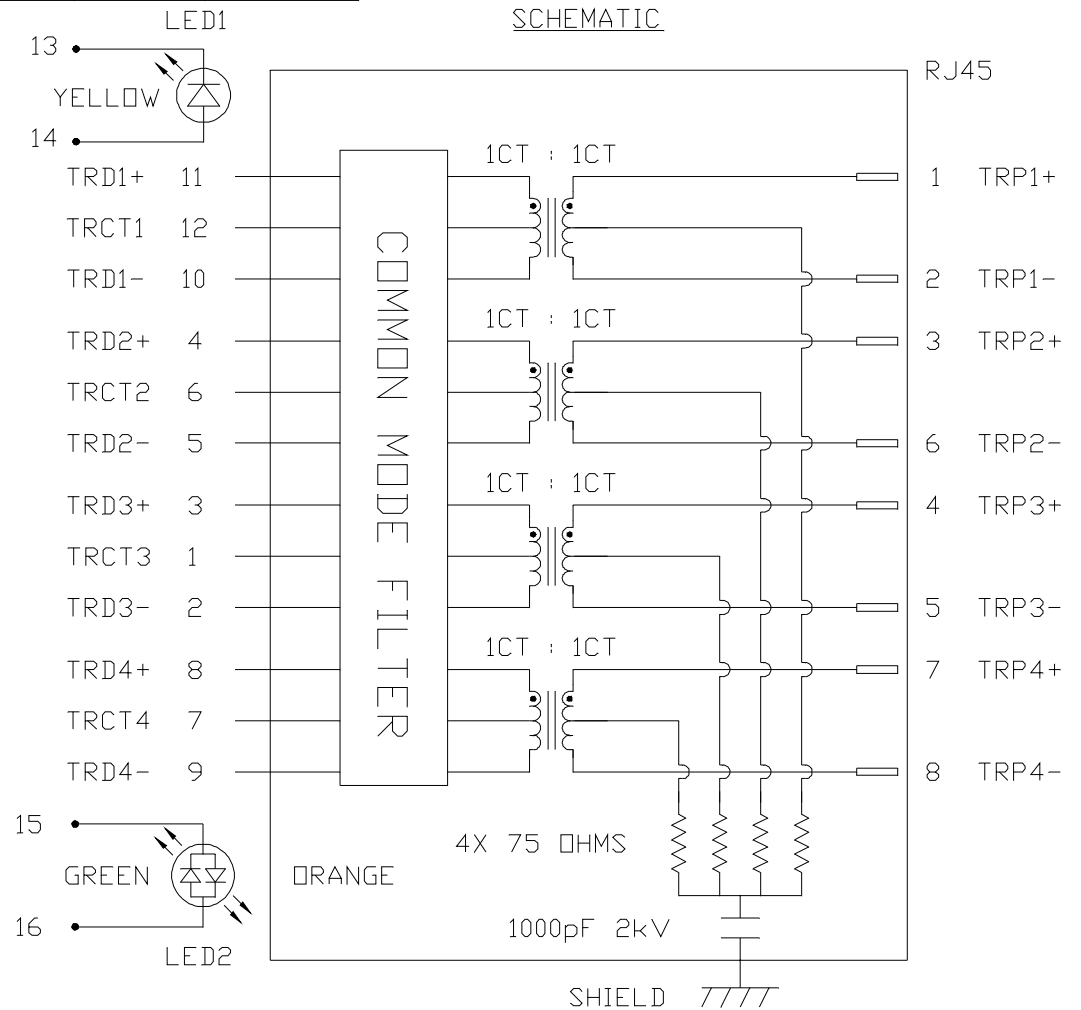 SCHEMATIC
LED1
13
YELLOW
14
RJ45
1CT : 1CT
TRD1+ 11
1 TRP1+
TRCT1 12
TRD1- 10
2 TRP1-
1CT : 1CT
TRD2+ 4
3 TRP2+
TRCT2 6
TRD2- 5
6 TRP2-
1CT : 1CT
TRD3+ 3
4 TRP3+
TRCT3 1
TRD3- 2
5 TRP3-
1CT : 1CT
TRD4+ 8
7 TRP4+
TRCT4 7
TRD4- 9
8 TRP4-
COMMON MODE FILTER
15
GREEN
ORANGE
16
LED2
4X 75 OHMS
1000pF 2kV
SHIELD